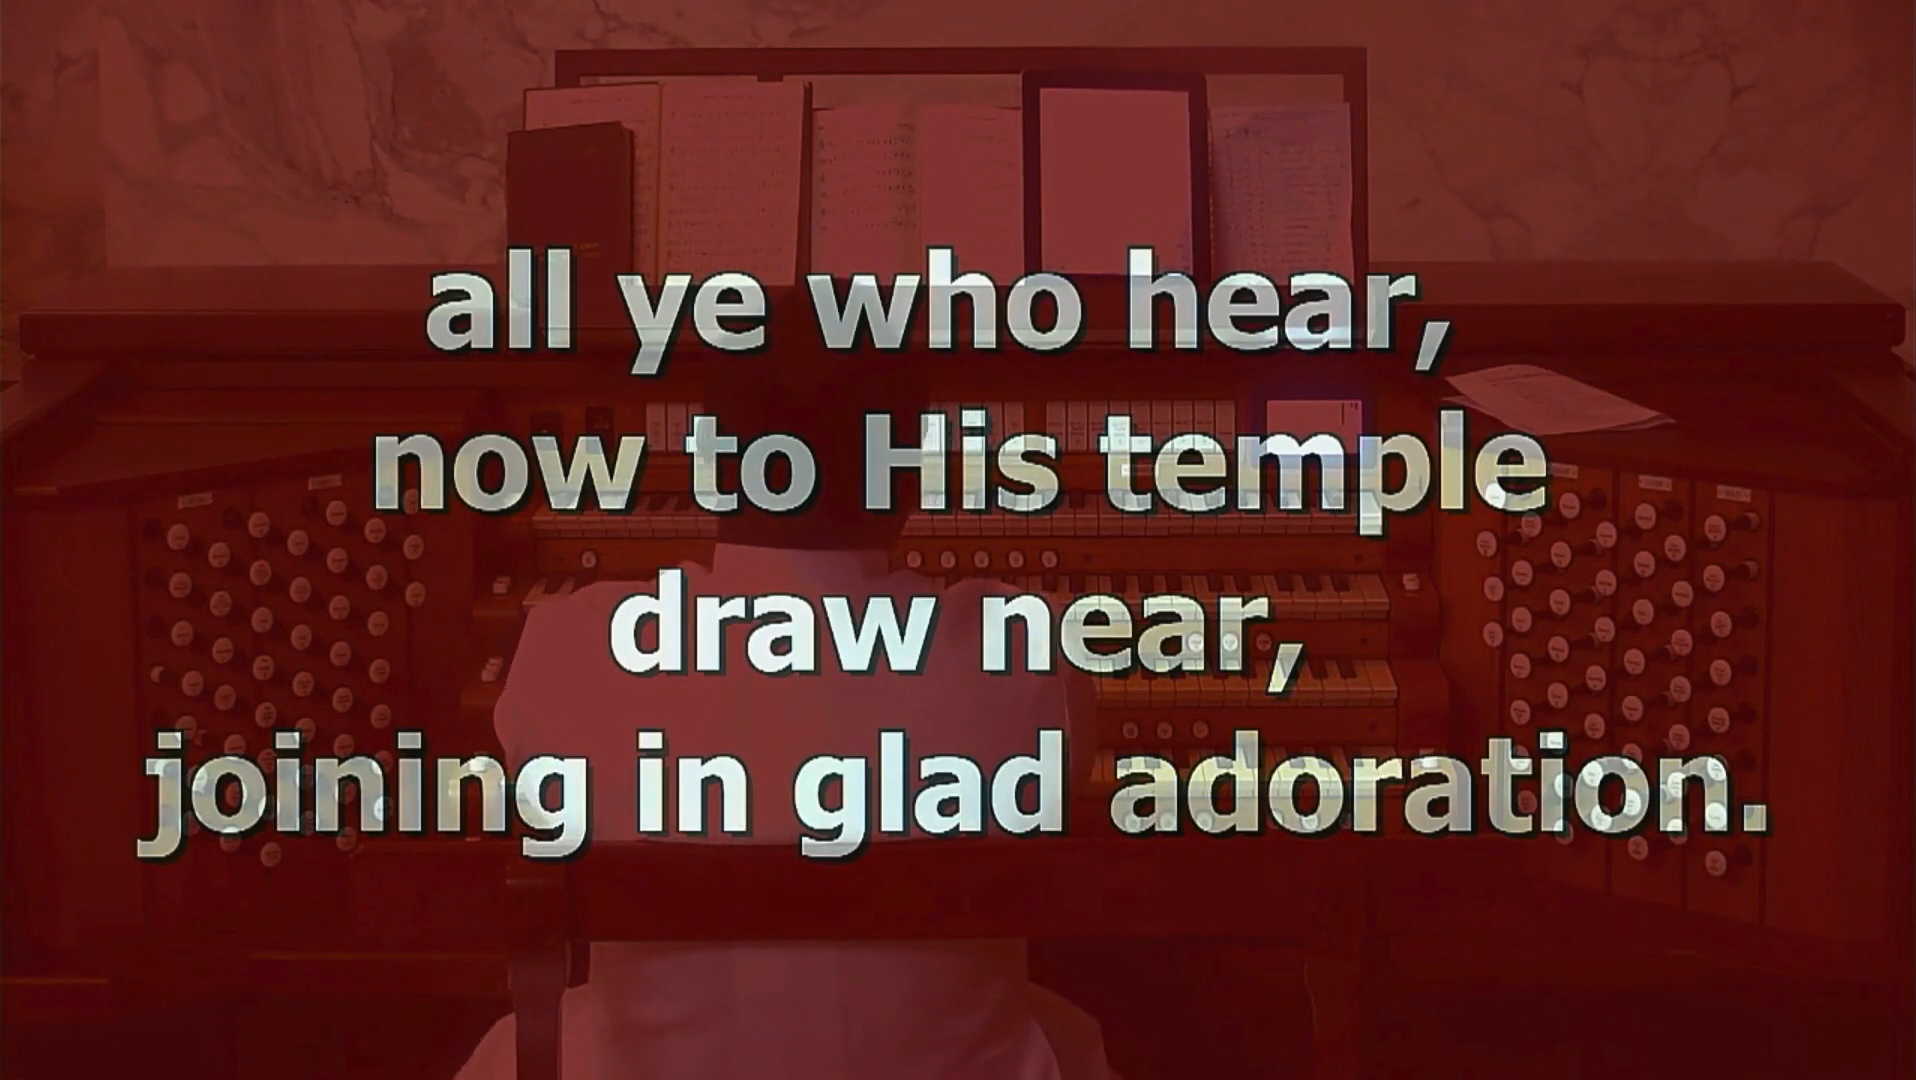 all ye who hear,
now to His temple
draw near,
joining in glad adoration.